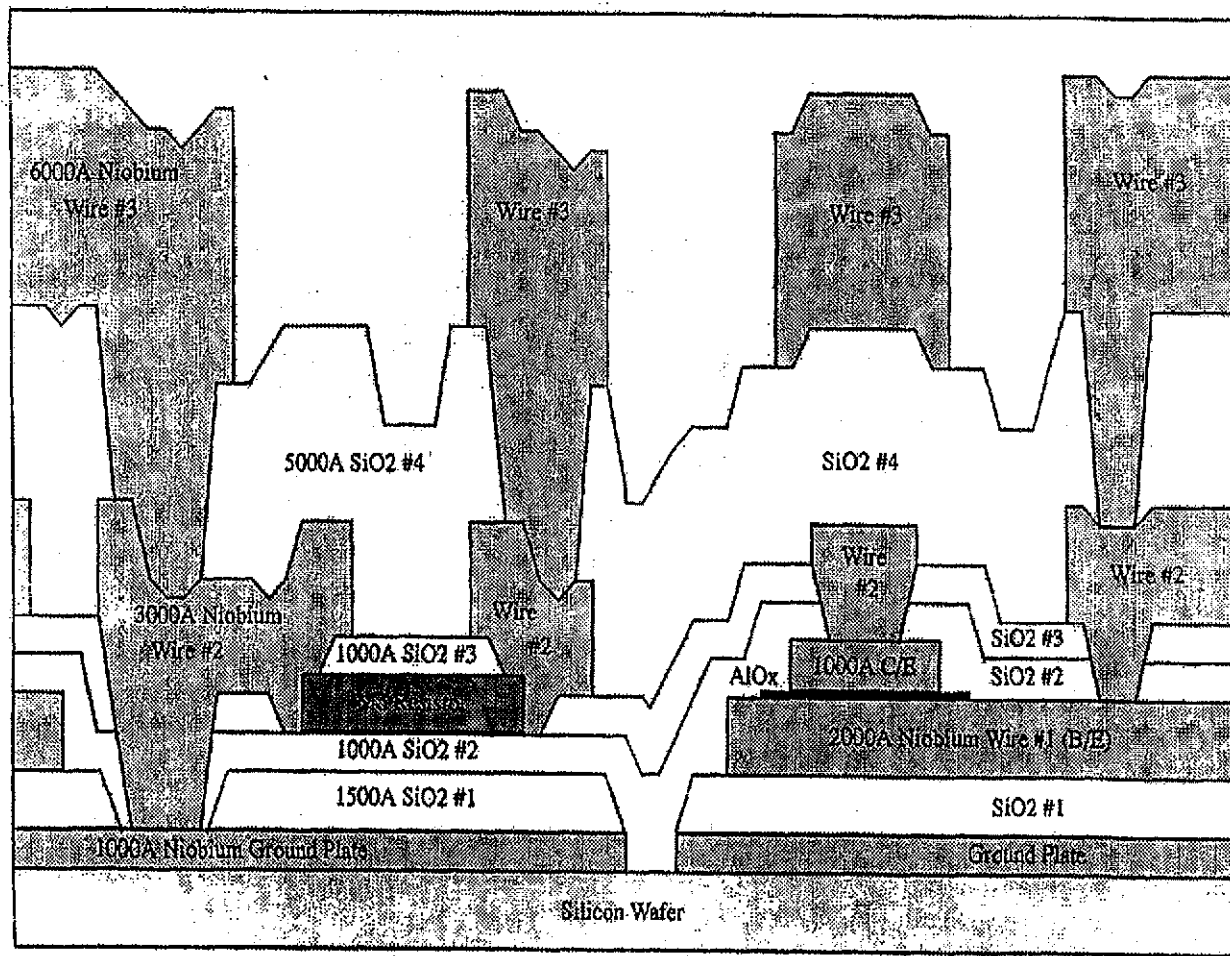 6000A Niobium
Wire #3
Wire #3
Wire #3
Wire #3
5000A SiO2 #4
SiO2 #4
3000A Niobium
Wire #2
Wire
#2
Wire
#2
Wire #2
1000A SiO2 #3
SiO2 #3
AlOx
1000A C/E
SiO2 #2
Resistor
1000A SiO2 #2
2000A Niobium Wire #1 (B/E)
1500A SiO2 #1
SiO2 #1
1000A Niobium Ground Plate
Ground Plate
Silicon Wafer